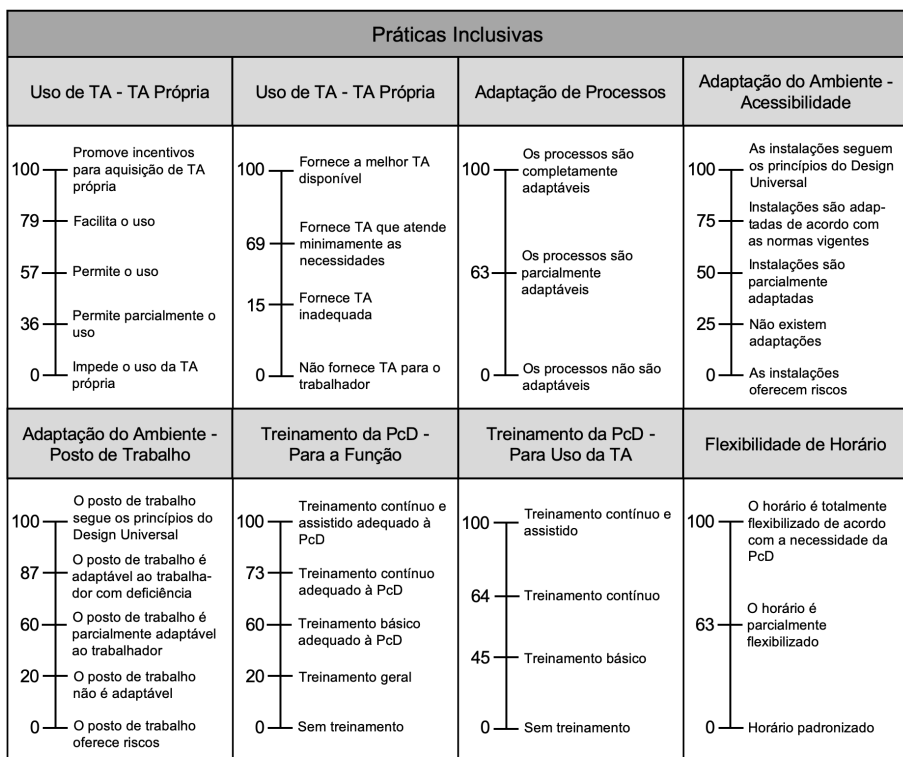 Práticas Inclusivas
Uso de TA - TA Própria
Uso de TA - TA Própria
Adaptação de Processos
Adaptação do Ambiente -
Acessibilidade
100
Promove incentivos
para aquisição de TA
própria
79
Facilita o uso
57
Permite o uso
36
Permite parcialmente o
uso
0
Impede o uso da TA
própria
100
Fornece a melhor TA
disponível
69
Fornece TA que atende
minimamente as
necessidades
15
Fornece TA
inadequada
0
Não fornece TA para o
trabalhador
100
Os processos são
completamente
adaptáveis
63
Os processos são
parcialmente
adaptáveis
0
Os processos não são
adaptáveis
100
As instalações seguem
os princípios do Design
Universal
75
Instalações são adap-
tadas de acordo com
as normas vigentes
50
Instalações são
parcialmente
adaptadas
25
Não existem
adaptações
0
As instalações
oferecem riscos
Adaptação do Ambiente -
Posto de Trabalho
Treinamento da PcD -
Para a Função
Treinamento da PcD -
Para Uso da TA
Flexibilidade de Horário
100
O posto de trabalho
segue os princípios do
Design Universal
87
O posto de trabalho é
adaptável ao trabalha-
dor com deficiência
60
O posto de trabalho é
parcialmente adaptável
ao trabalhador
20
O posto de trabalho
não é adaptável
0
O posto de trabalho
oferece riscos
100
Treinamento contínuo e
assistido adequado à
PcD
73
Treinamento contínuo
adequado à PcD
60
Treinamento básico
adequado à PcD
20
Treinamento geral
0
Sem treinamento
100
Treinamento contínuo e
assistido
64
Treinamento contínuo
45
Treinamento básico
0
Sem treinamento
100
O horário é totalmente
flexibilizado de acordo
com a necessidade da
PcD
63
O horário é
parcialmente
flexibilizado
0
Horário padronizado